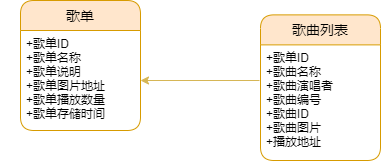 歌单
+歌单ID
+歌单名称
+歌单说明
+歌单图片地址
+歌单播放数量
+歌单存储时间
歌曲列表
+歌单ID
+歌曲名称
+歌曲演唱者
+歌曲编号
+歌曲ID
+歌曲图片
+播放地址